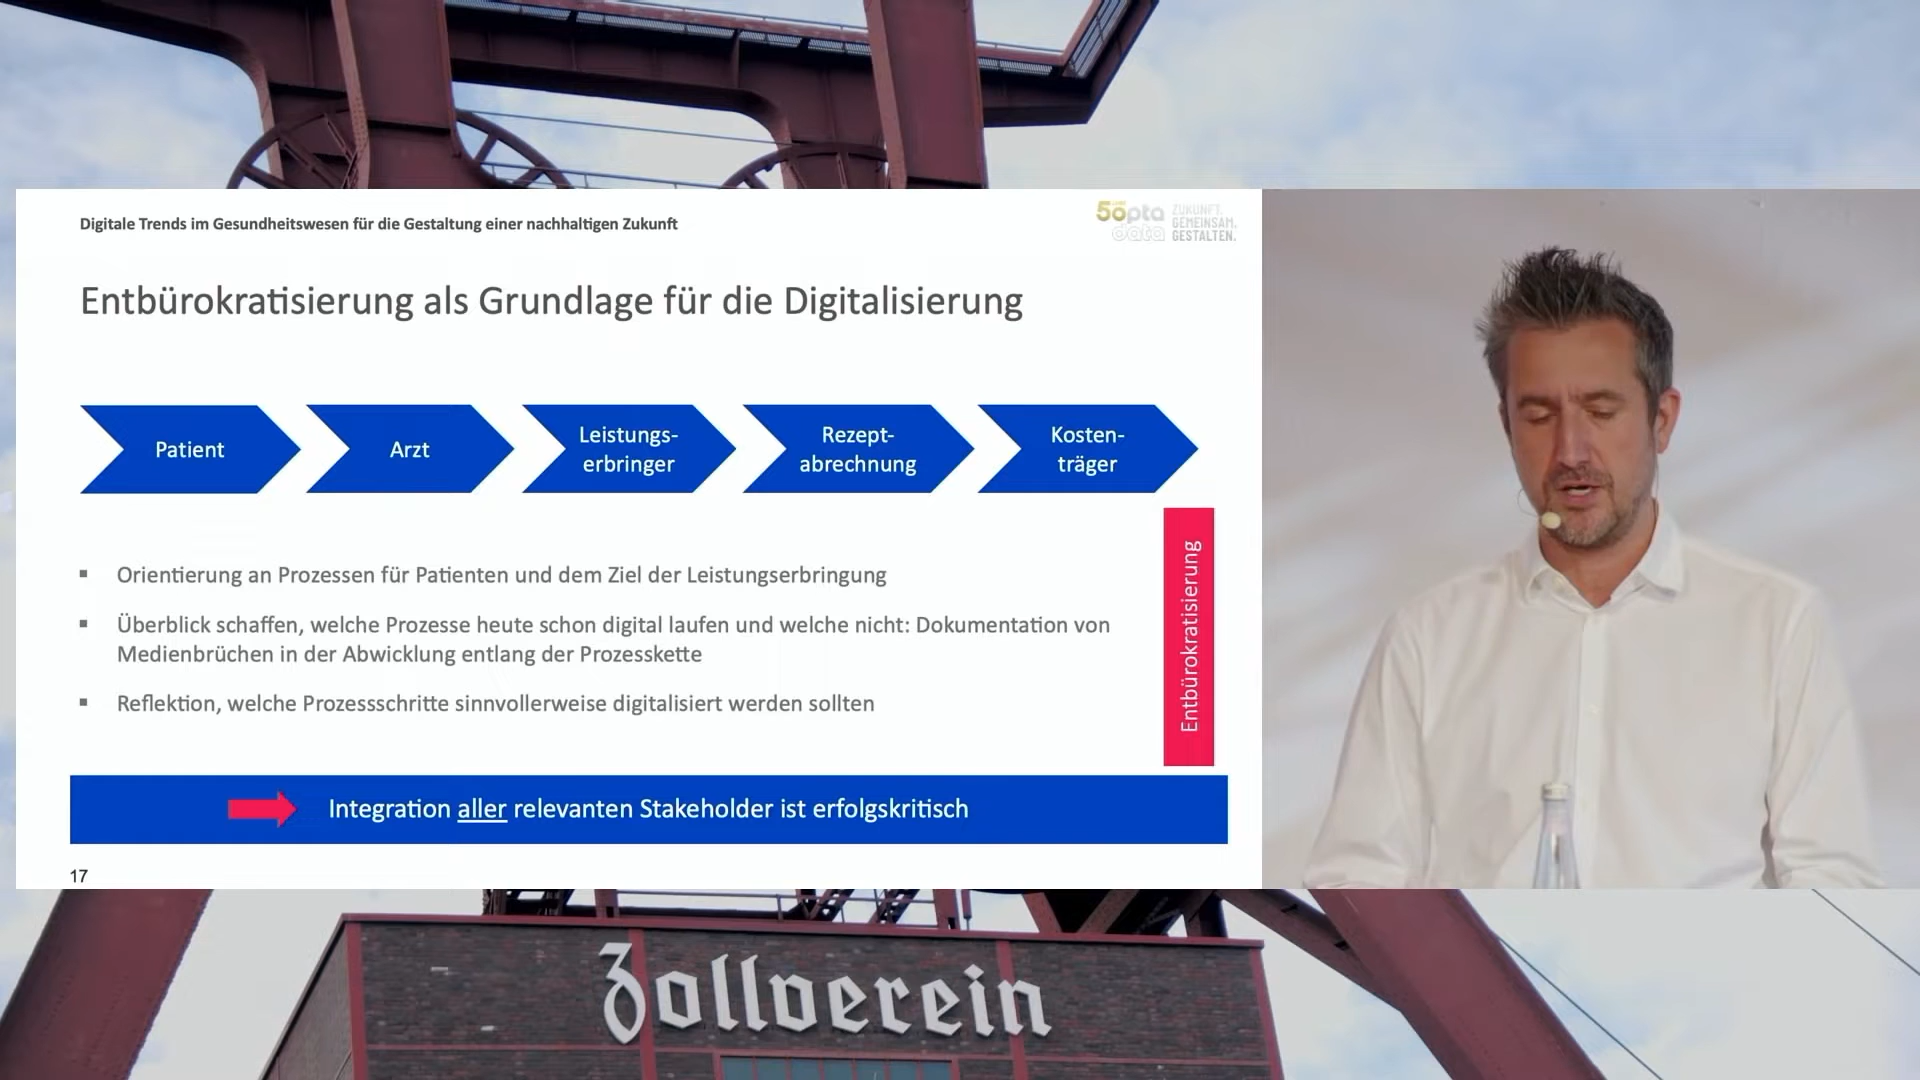 Digitale Trends im Gesundheitswesen für die Gestaltung einer nachhaltigen Zukunft
50 opta data
ZUKUNFT.
GEMEINSAM.
GESTALTEN.
Entbürokratisierung als Grundlage für die Digitalisierung
Patient
Arzt
Leistungs-
erbringer
Rezept-
abrechnung
Kosten-
träger
Orientierung an Prozessen für Patienten und dem Ziel der Leistungserbringung
Überblick schaffen, welche Prozesse heute schon digital laufen und welche nicht: Dokumentation von
Medienbrüchen in der Abwicklung entlang der Prozesskette
Reflektion, welche Prozessschritte sinnvollerweise digitalisiert werden sollten
Entbürokratisierung
Integration aller relevanten Stakeholder ist erfolgskritisch
17
Zollverein